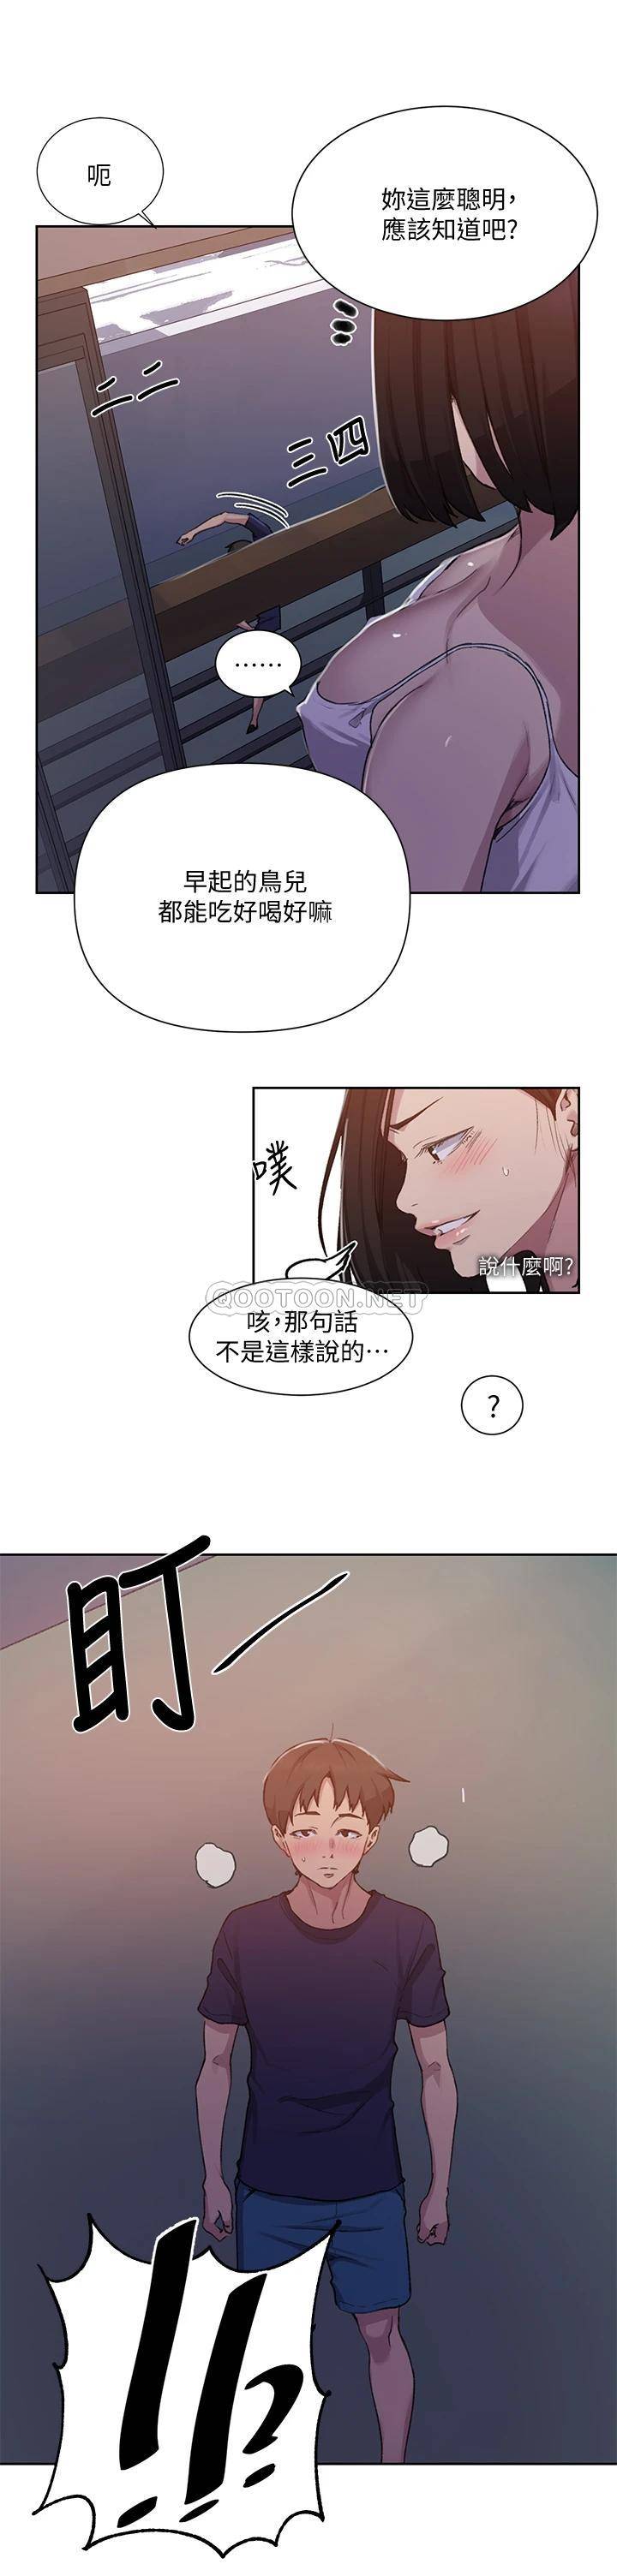 呃
妳這麼聰明，
應該知道吧？
一二
三四
……
早起的鳥兒
都能吃好喝好嘛
噗
說什麼啊？
QOOTOON.NET
咳，那句話
不是這樣說的…
？
盯一
！！？